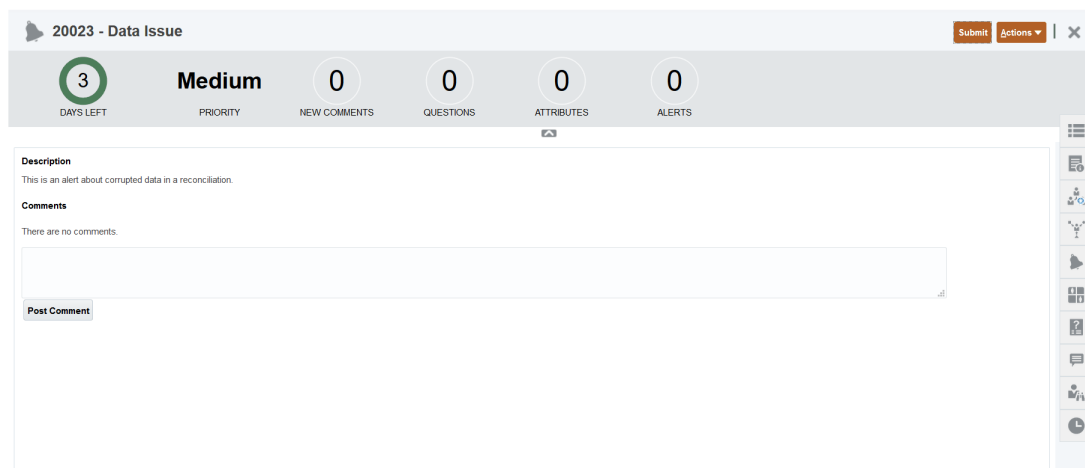 20023 - Data Issue
Submit
Actions
3
Medium
0
0
0
0
DAYS LEFT
PRIORITY
NEW COMMENTS
QUESTIONS
ATTRIBUTES
ALERTS
Description
This is an alert about corrupted data in a reconciliation.
Comments
There are no comments.
Post Comment